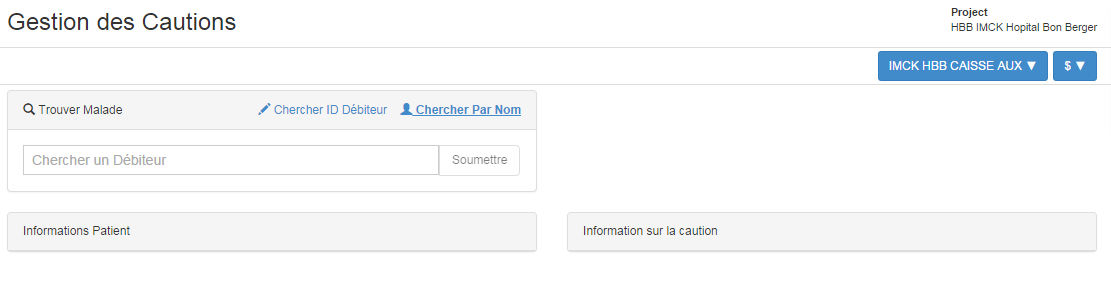 Gestion des Cautions
Project
HBB IMCK Hopital Bon Berger
IMCK HBB CAISSE AUX ▼
$ ▼
Trouver Malade
Chercher ID Débiteur
Chercher Par Nom
Chercher un Débiteur
Soumettre
Informations Patient
Information sur la caution